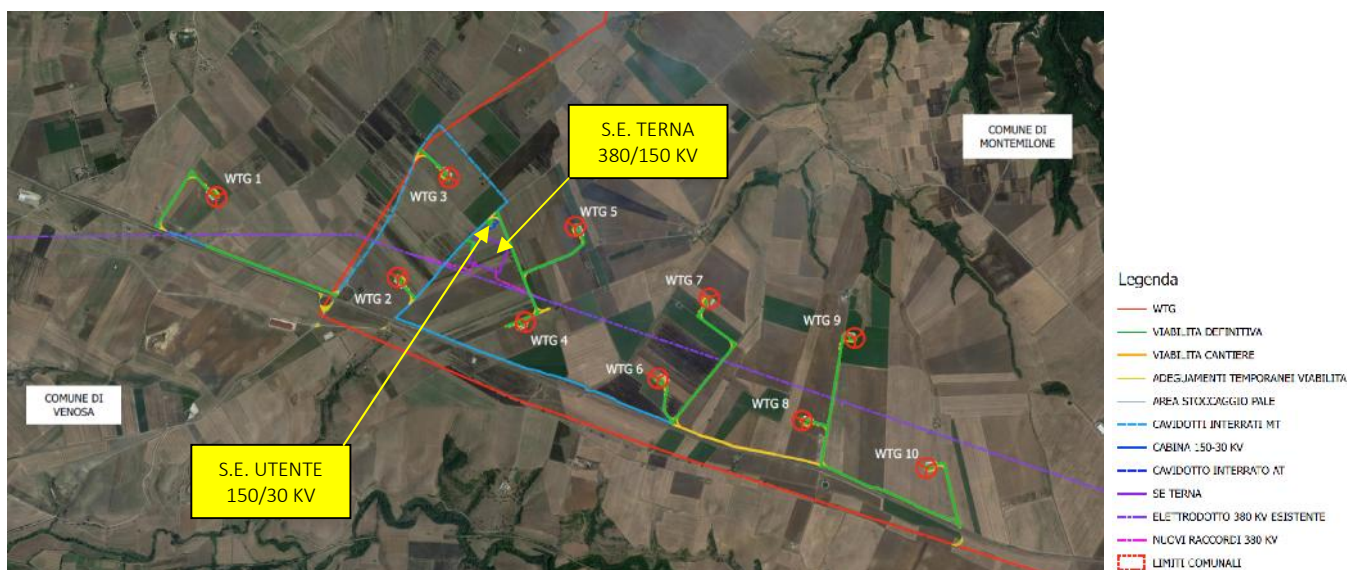 S.E. TERNA
380/150 KV
COMUNE DI
MONTEMILONE
WTG 1
WTG 3
WTG 5
WTG 2
WTG 7
WTG 9
WTG 4
WTG 6
WTG 8
WTG 10
COMUNE DI
VENOSA
S.E. UTENTE
150/30 KV
Legenda
WTG
VIABILITA DEFINITIVA
VIABILITA CANTIERE
ADEGUAMENTI TEMPORANEI VIABILITA
AREA STOCCAGGIO PALE
CAVIDOTTI INTERRATI MT
CABINA 150-30 KV
CAVIDOTTO INTERRATO AT
SE TERNA
ELETTRODOTTO 380 KV ESISTENTE
NUOVI RACCORDI 380 KV
LIMITI COMUNALI